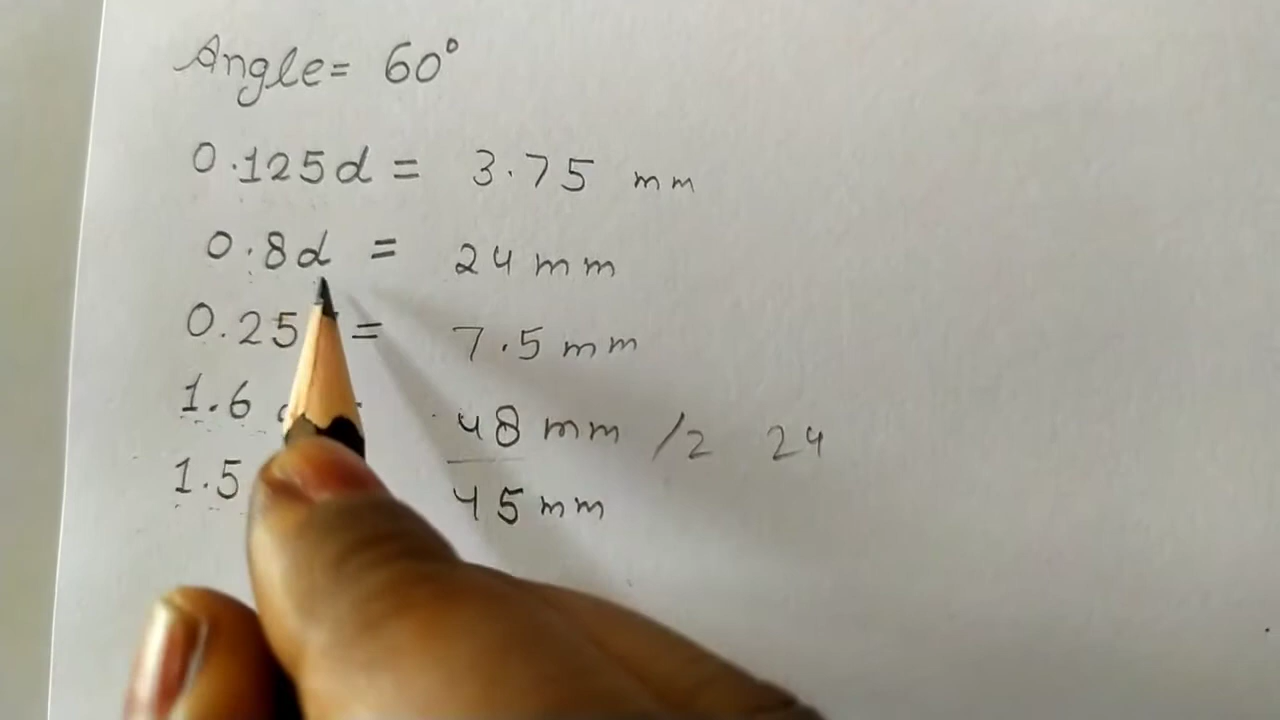 Angle = 60°
0.125d = 3.75 mm
0.8d = 24 mm
0.25 = 7.5 mm
1.6 48 mm /2 24
1.5 45 mm